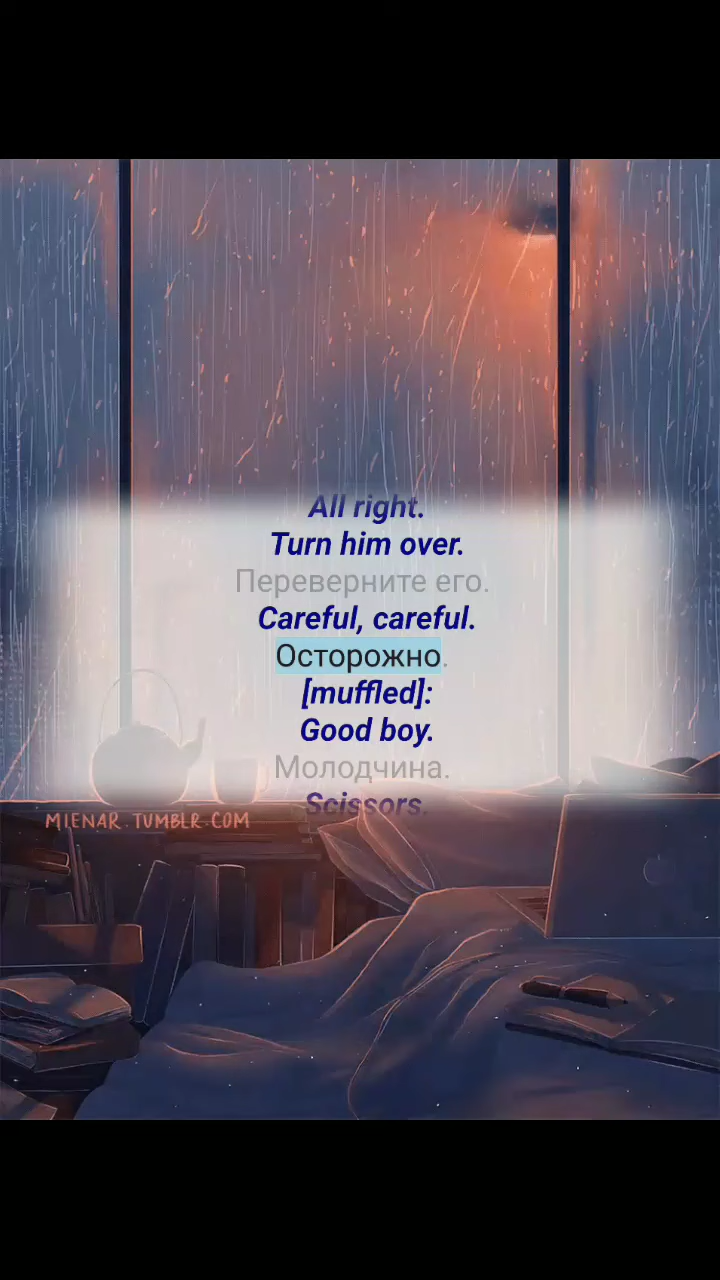 All right.
Turn him over.
Переверните его.
Careful, careful.
Осторожно.
[muffled]:
Good boy.
Молодчина.
Scissors.
MIENAR.TUMBLR.COM